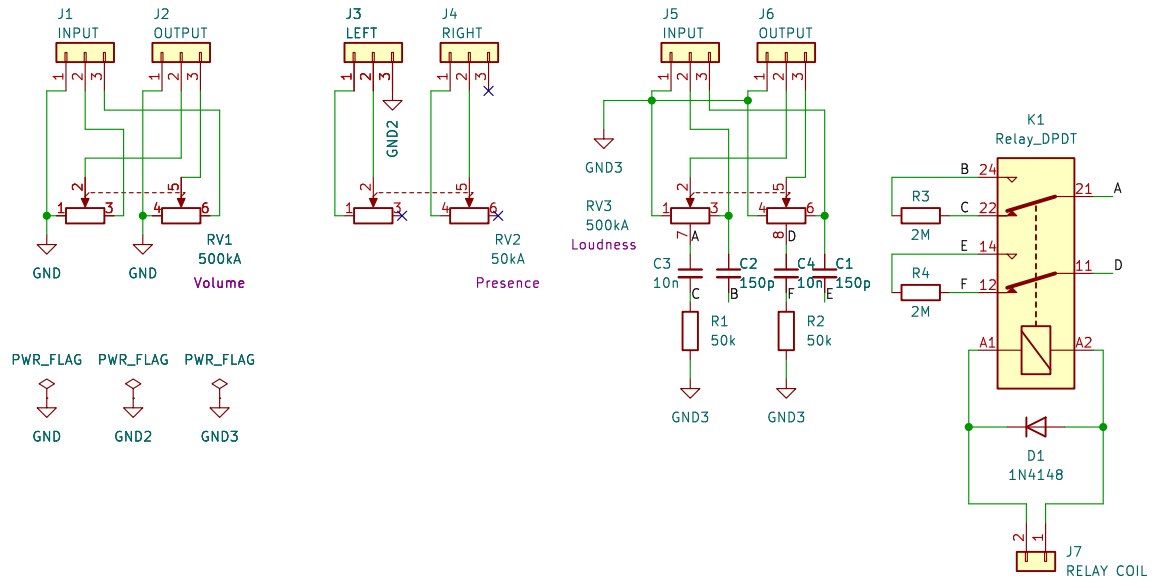 J1
INPUT
1
2
3
J2
OUTPUT
1
2
3
J3
LEFT
1
2
3
GND2
J4
RIGHT
1
2
3
J5
INPUT
1
2
3
J6
OUTPUT
1
2
3
1
2
3
4
5
6
GND
GND
RV1
500kA
Volume
1
2
3
4
5
6
RV2
50kA
Presence
GND3
RV3
500kA
Loudness
1
2
3
7
A
4
5
6
8
D
C3
10n
C
C2
150p
B
C4
10n
F
C1
150p
E
R1
50k
R2
50k
GND3
GND3
K1
Relay_DPDT
B
24
C
22
21
A
R3
2M
E
14
F
12
11
D
R4
2M
A1
A2
D1
1N4148
2
1
J7
RELAY COIL
PWR_FLAG
GND
PWR_FLAG
GND2
PWR_FLAG
GND3